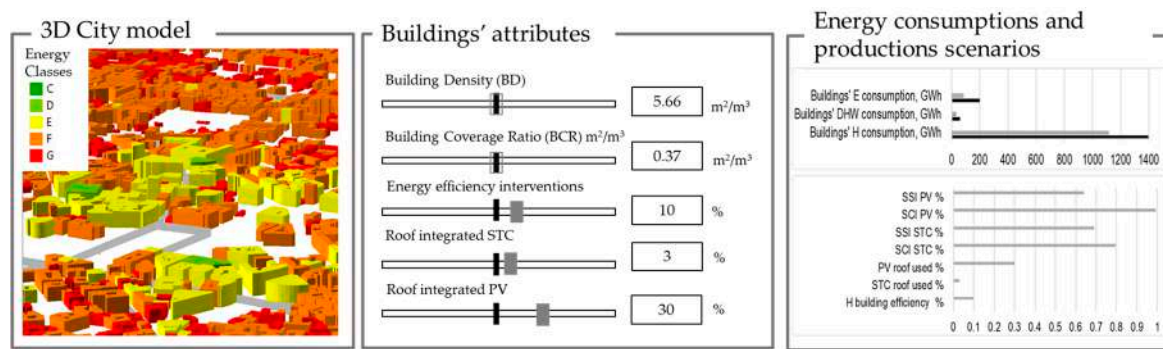 3D City model
Energy
Classes
C
D
E
F
G
Buildings’ attributes
Building Density (BD)
5.66 m²/m³
Building Coverage Ratio (BCR) m²/m³
0.37 m²/m³
Energy efficiency interventions
10 %
Roof integrated STC
3 %
Roof integrated PV
30 %
Energy consumptions and
productions scenarios
Buildings' E consumption, GWh
Buildings' DHW consumption, GWh
Buildings' H consumption, GWh
0 200 400 600 800 1000 1200 1400
SSI PV %
SCI PV %
SSI STC %
SCI STC %
PV roof used %
STC roof used %
H building efficiency %
0 0.1 0.2 0.3 0.4 0.5 0.6 0.7 0.8 0.9 1